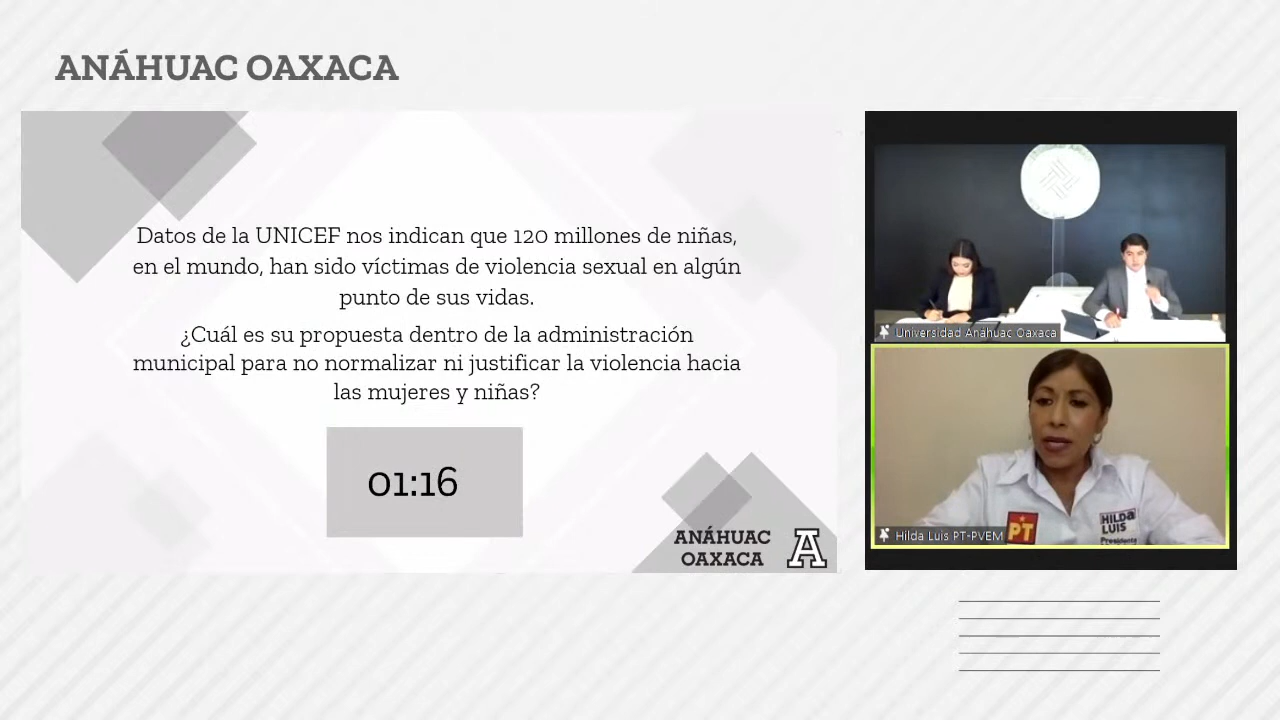 ANÁHUAC OAXACA
Datos de la UNICEF nos indican que 120 millones de niñas,
en el mundo, han sido víctimas de violencia sexual en algún
punto de sus vidas.
¿Cuál es su propuesta dentro de la administración
municipal para no normalizar ni justificar la violencia hacia
las mujeres y niñas?
01:16
ANÁHUAC
OAXACA
A
Universidad Anáhuac Oaxaca
Hilda Luis PT-PVEM
PT
HILDa
LUIS
Presidenta